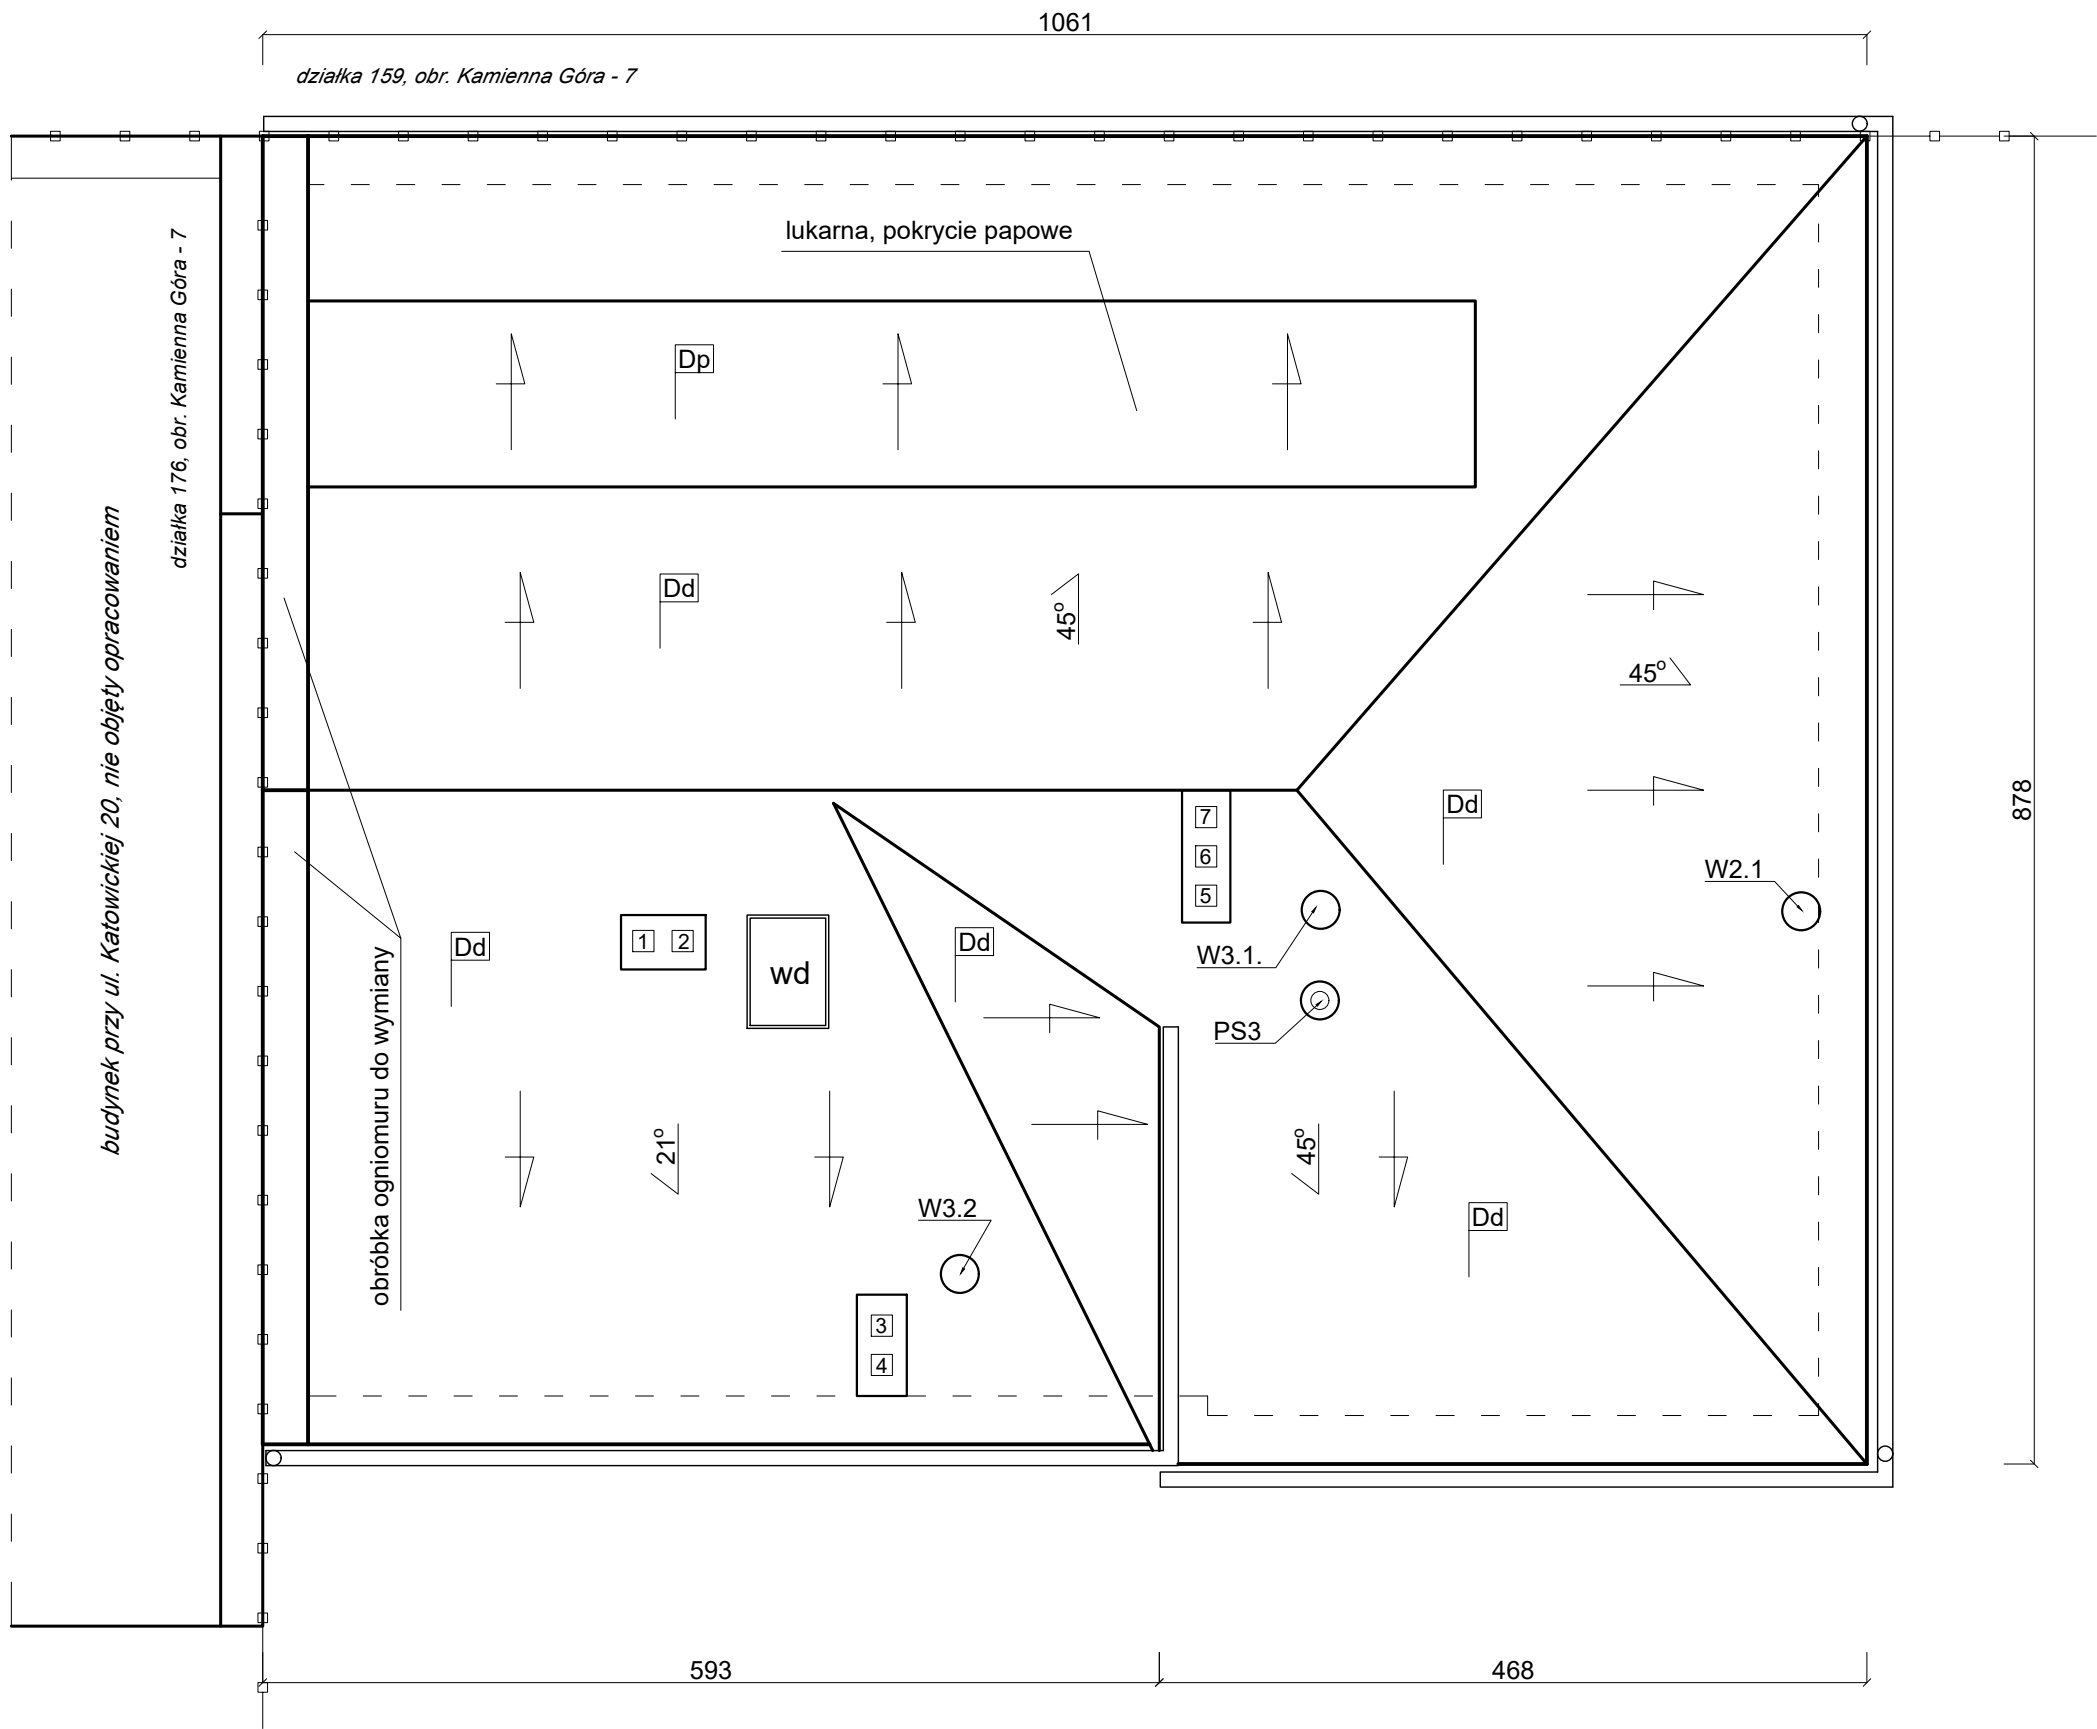 1061
działka 159, obr. Kamienna Góra - 7
lukarna, pokrycie papowe
działka 176, obr. Kamienna Góra - 7
budynek przy ul. Katowickiej 20, nie objęty opracowaniem
Dp
Dd
45°
45°
878
Dd
7
6
5
W2.1
1 2
wd
Dd
Dd
W3.1.
PS3
obróbka ogniomuru do wymiany
21°
45°
W3.2
Dd
3
4
593
468